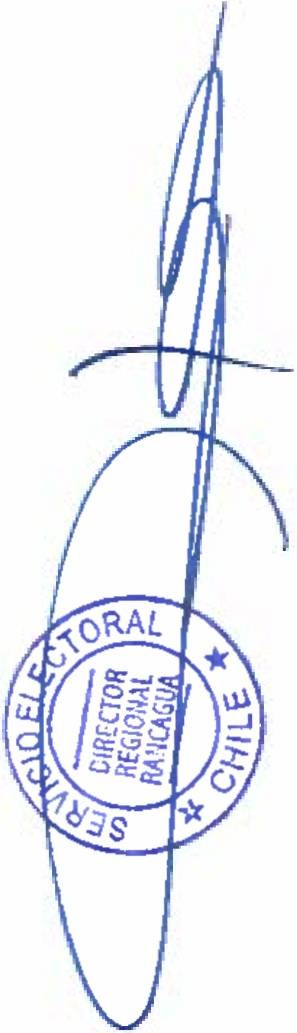 SERVICIO ELECTORAL
DIRECTOR
REGIONAL
RANCAGUA
★ CHILE ★